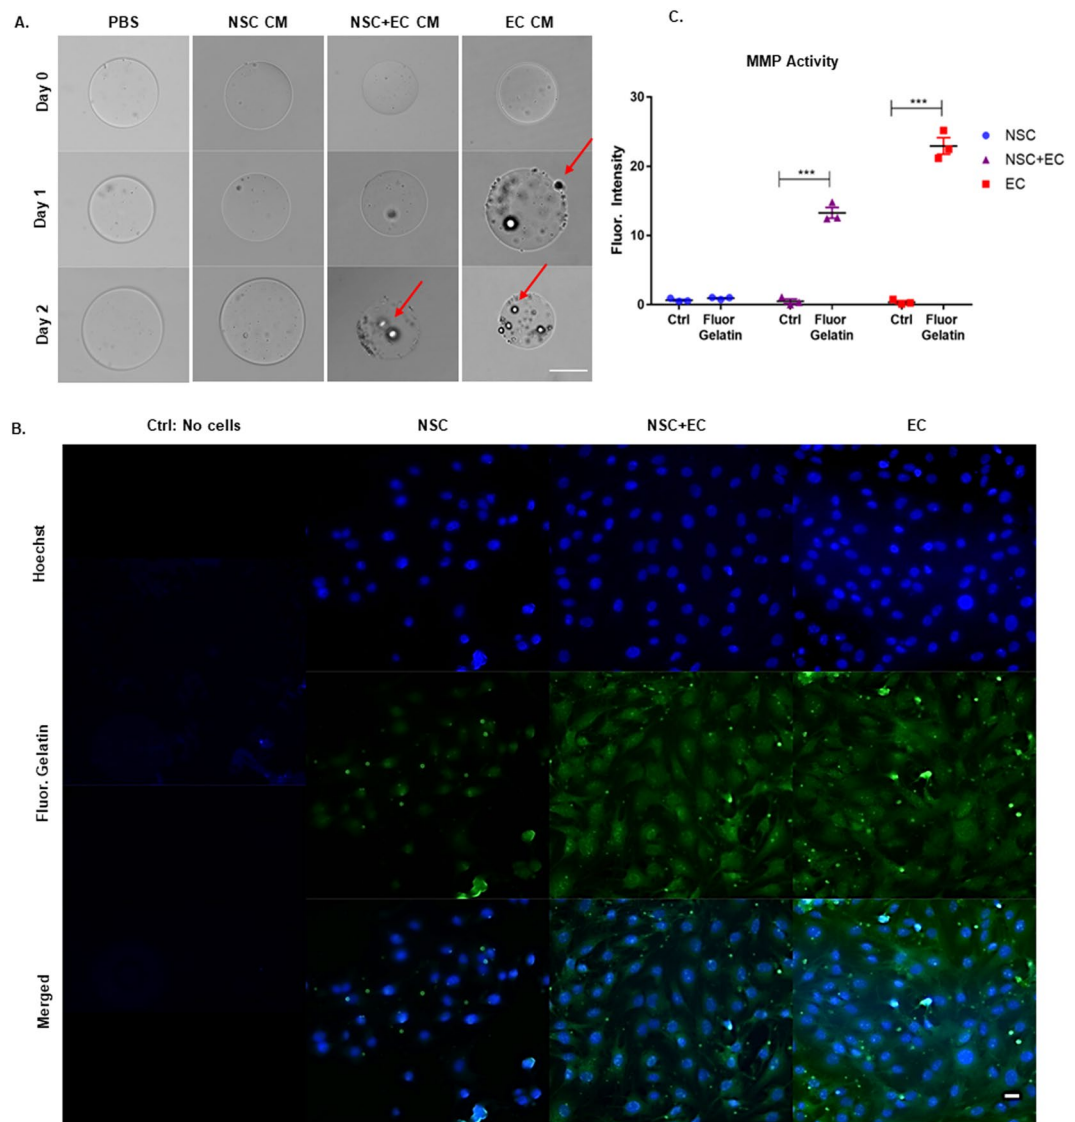 A.
PBS
NSC CM
NSC+EC CM
EC CM
Day 0
Day 1
Day 2
C.
MMP Activity
Fluor. Intensity
30
20
10
0
***
***
Ctrl
Fluor
Gelatin
Ctrl
Fluor
Gelatin
Ctrl
Fluor
Gelatin
NSC
NSC+EC
EC
B.
Ctrl: No cells
NSC
NSC+EC
EC
Hoechst
Fluor. Gelatin
Merged